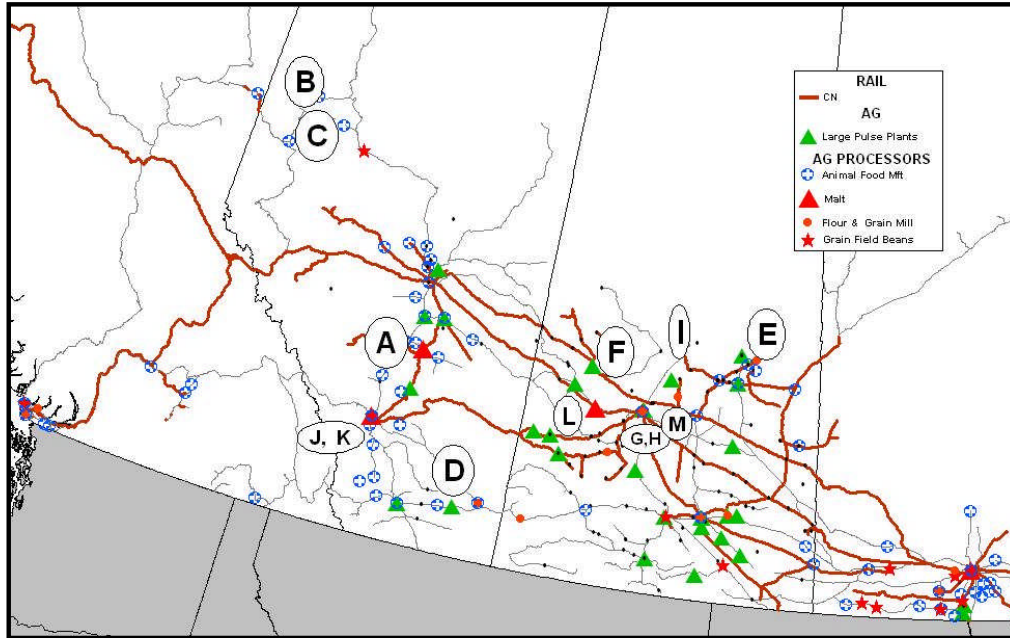 B
C
RAIL
CN
AG
Large Pulse Plants
AG PROCESSORS
Animal Food Mft.
Malt
Flour & Grain Mill
Grain Field Beans
A
F
I
E
L
M
J, K
G,H
D